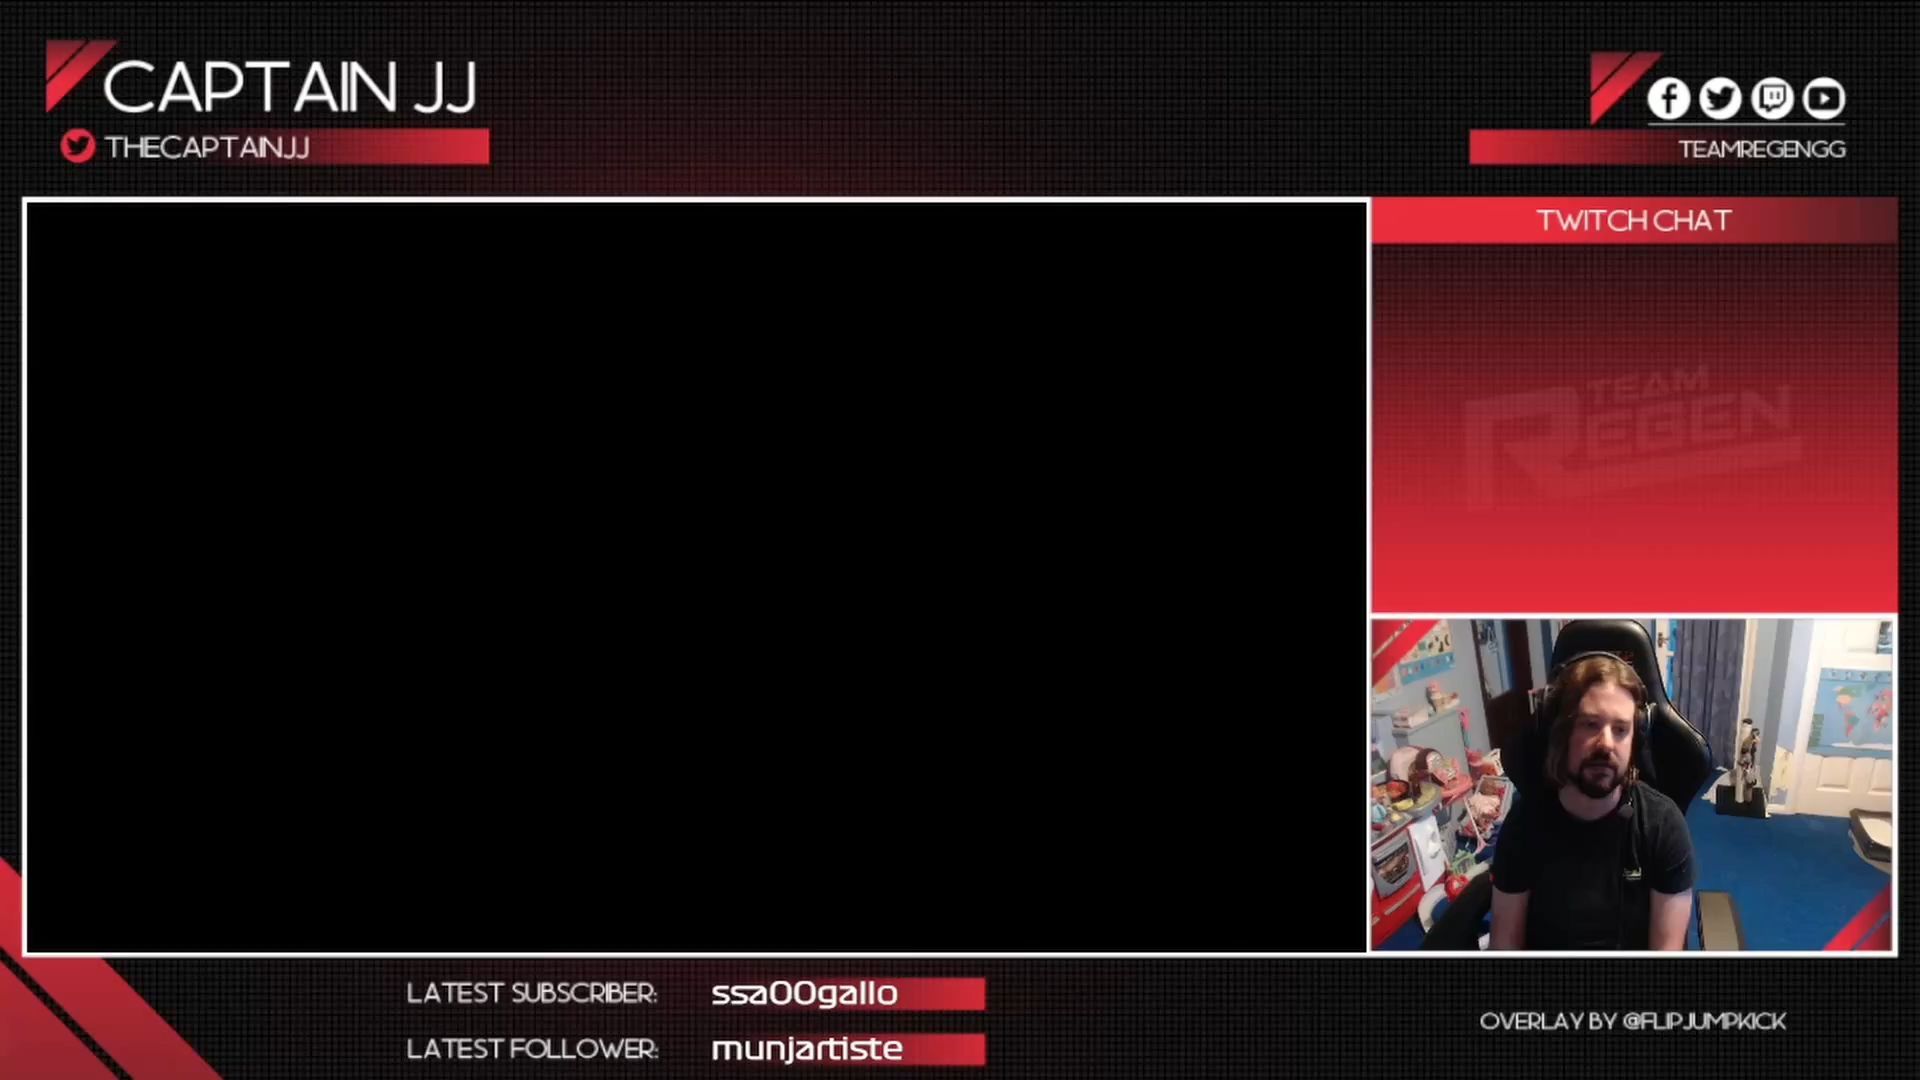 CAPTAIN JJ
THECAPTAINJJ
TEAMREGENGG
TWITCH CHAT
TEAM
REGEN
LATEST SUBSCRIBER: ssa00gallo
LATEST FOLLOWER: munjartiste
OVERLAY BY @FLIPJUMPKICK